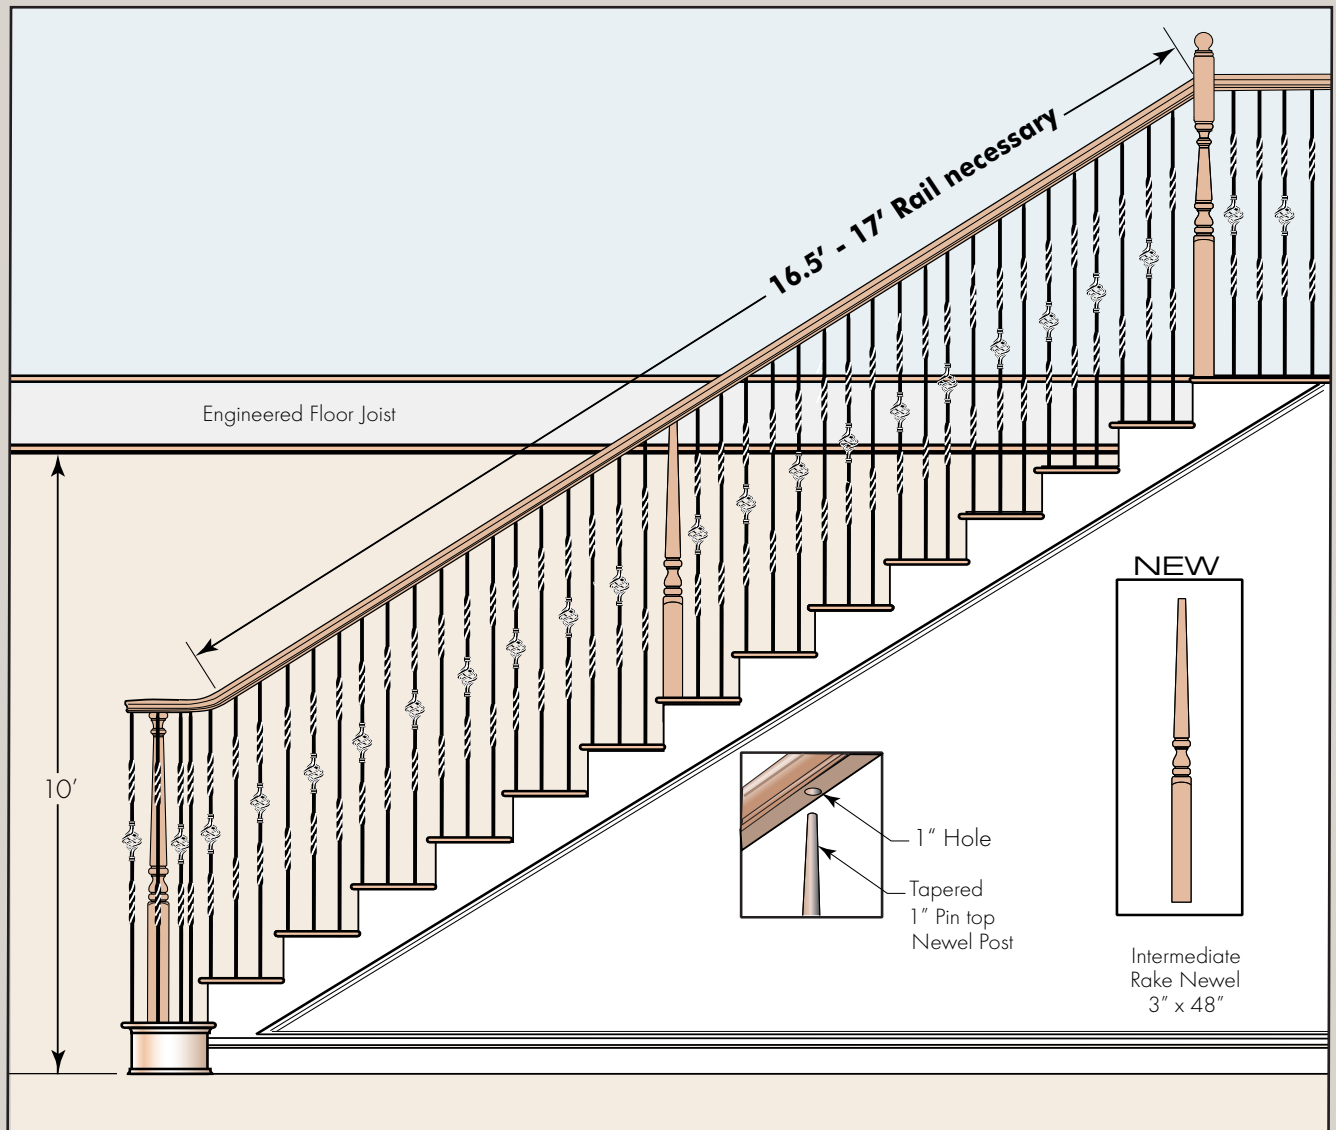 16.5’ - 17’ Rail necessary
Engineered Floor Joist
10’
NEW
1“ Hole
Tapered
1” Pin top
Newel Post
Intermediate
Rake Newel
3” x 48”